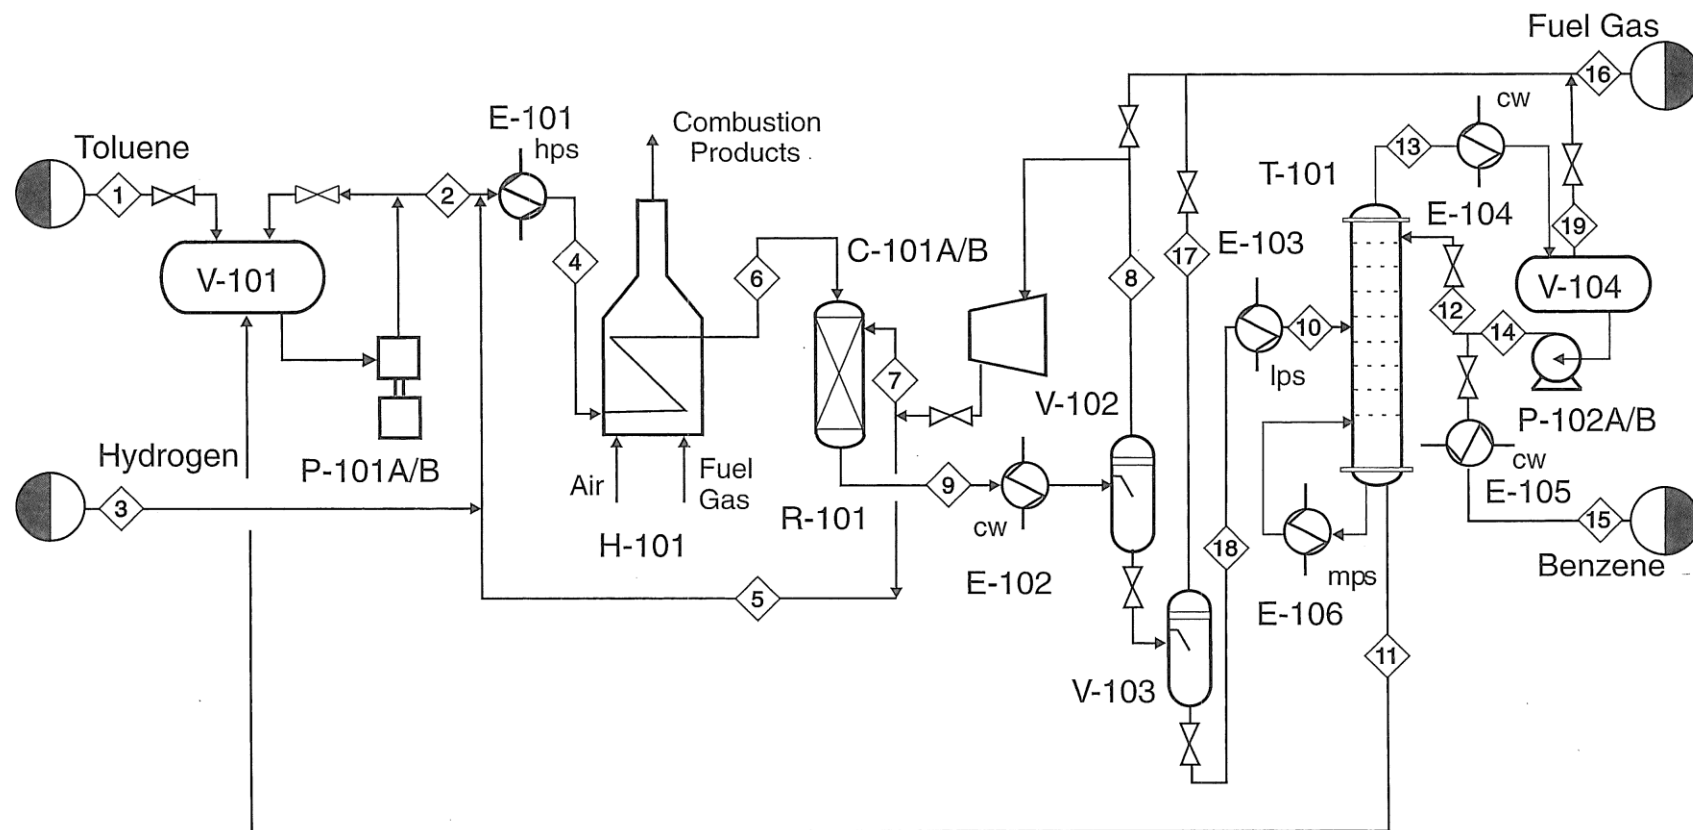 Fuel Gas
16
cw
E-101
hps
Combustion
Products
Toluene
1
2
13
T-101
E-104
19
V-101
4
6
C-101A/B
8
17
E-103
V-104
12
14
10
lps
7
V-102
P-102A/B
P-101A/B
Hydrogen
3
Air
Fuel
Gas
H-101
R-101
9
cw
E-102
cw
E-105
15
Benzene
18
mps
E-106
5
11
V-103